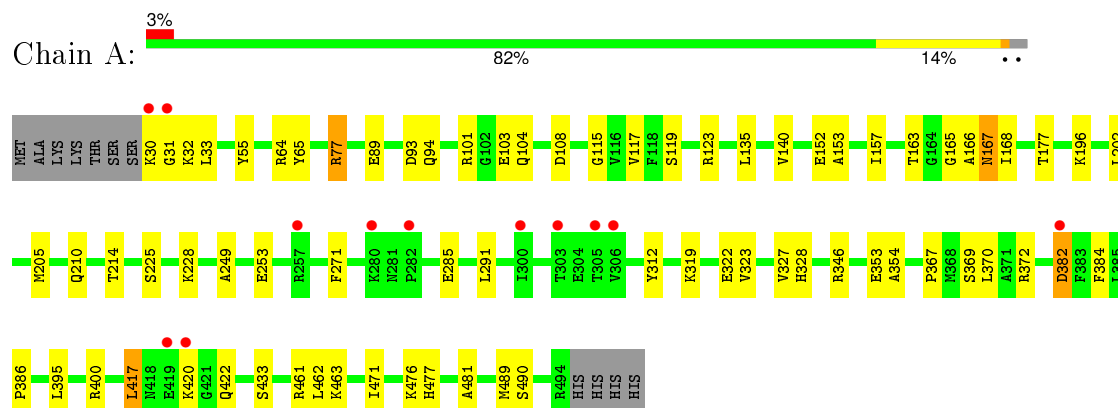 3%
Chain A:
82% 14% • •
MET ALA LYS LYS THR SER SER K30 G31 K32 L33 Y55 R64 Y65 R77 E89 D93 Q94 R101 G102 E103 Q104 D108 G115 V116 V117 F118 S119 R123 L135 V140 E152 A153 I157 T163 G164 G165 A166 N167 I168 T177 K196 L202
M205 Q210 T214 S225 K228 A249 E253 R257 F271 K280 N281 P282 E285 L291 I300 T303 E304 T305 V306 Y312 K319 E322 V323 V327 H328 R346 E353 A354 P367 M368 S369 L370 A371 R372 D382 F383 F384 L385
P386 L395 R400 L417 N418 E419 K420 G421 Q422 S433 R461 L462 K463 I471 K476 H477 A481 M489 S490 R494 HIS HIS HIS HIS